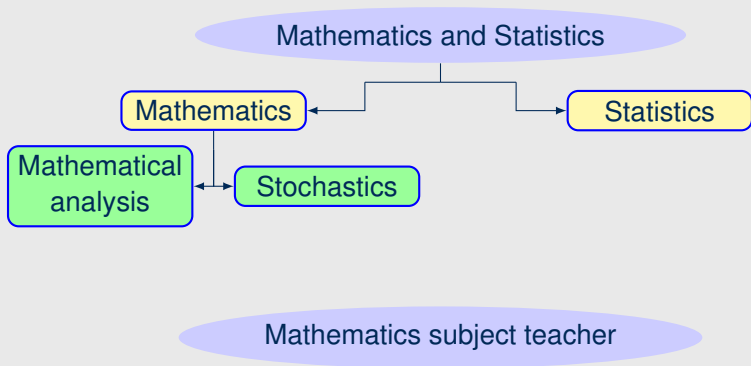 Mathematics and Statistics
Mathematics
Statistics
Mathematical
analysis
Stochastics
Mathematics subject teacher